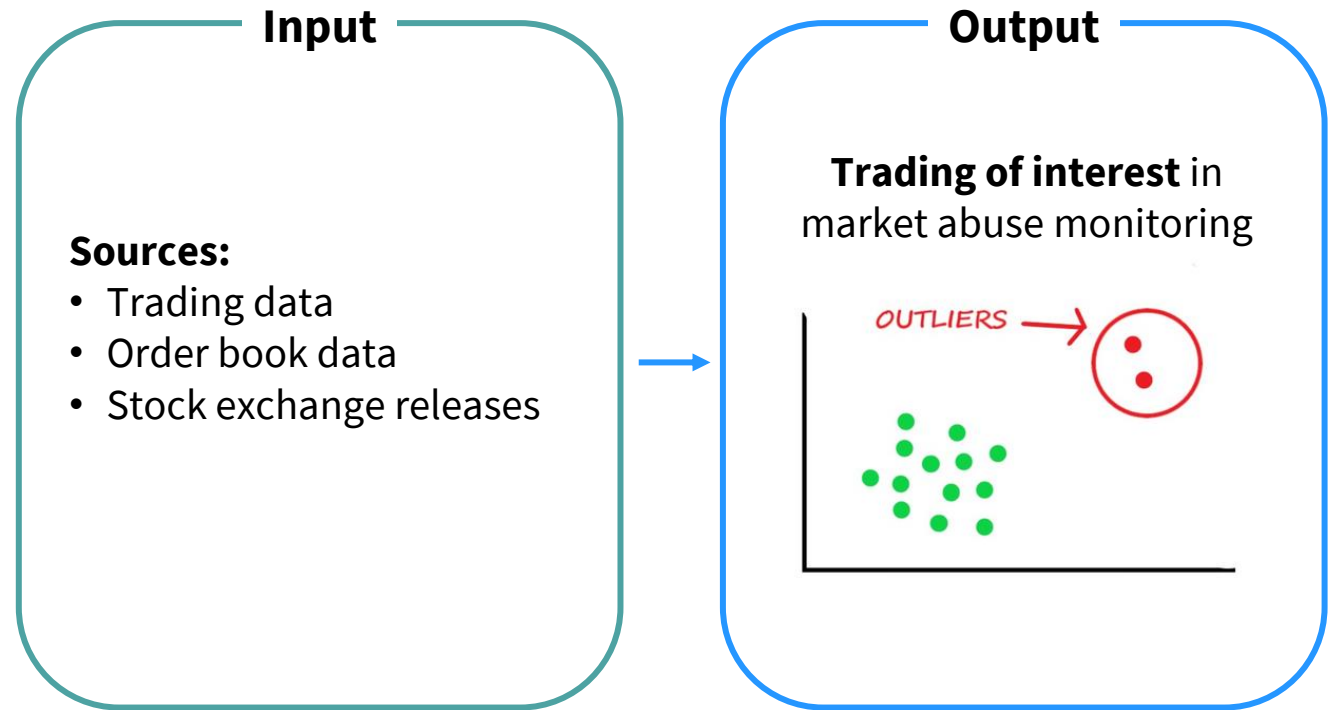 Input
Sources:
• Trading data
• Order book data
• Stock exchange releases
Output
Trading of interest in
market abuse monitoring
OUTLIERS